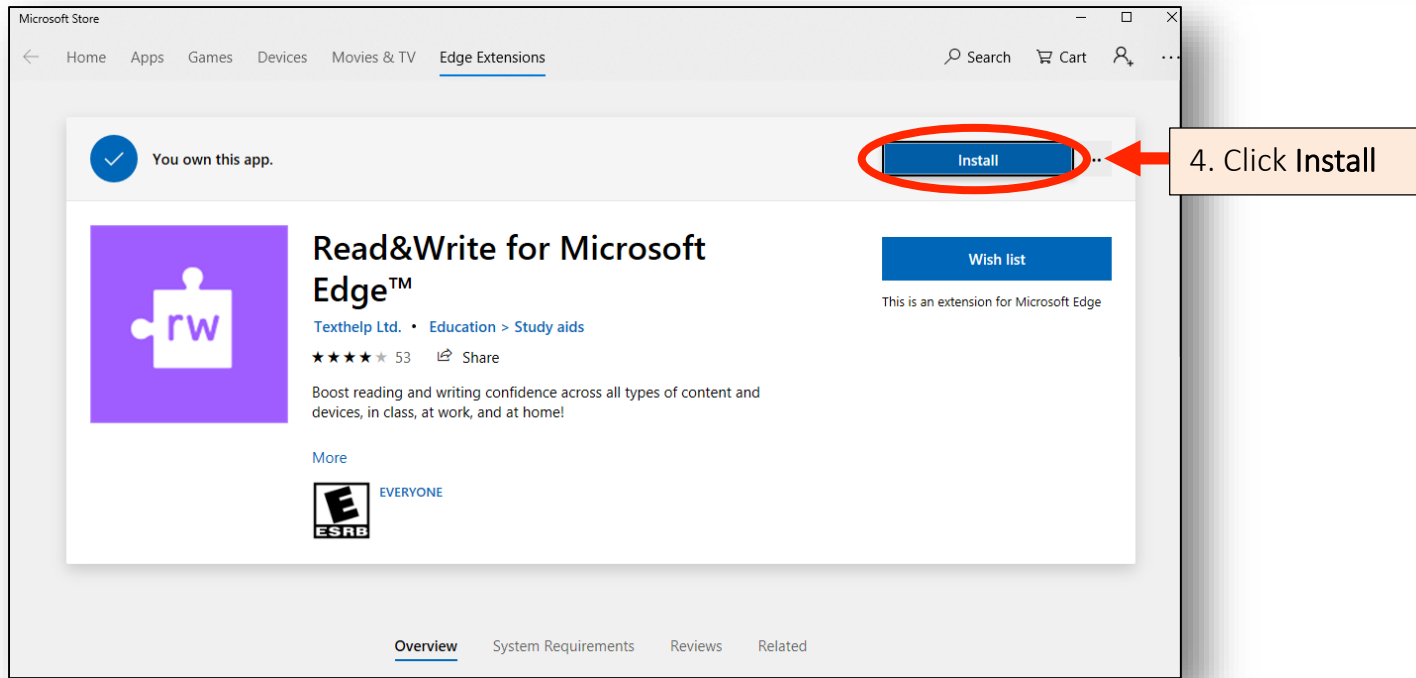 Microsoft Store
Home Apps Games Devices Movies & TV Edge Extensions Search Cart
You own this app.
Install
4. Click Install
rw
Read&Write for Microsoft
Edge™
Wish list
This is an extension for Microsoft Edge
Texthelp Ltd. • Education > Study aids
★★★★★ 53 Share
Boost reading and writing confidence across all types of content and
devices, in class, at work, and at home!
More
E
ESRB
EVERYONE
Overview System Requirements Reviews Related